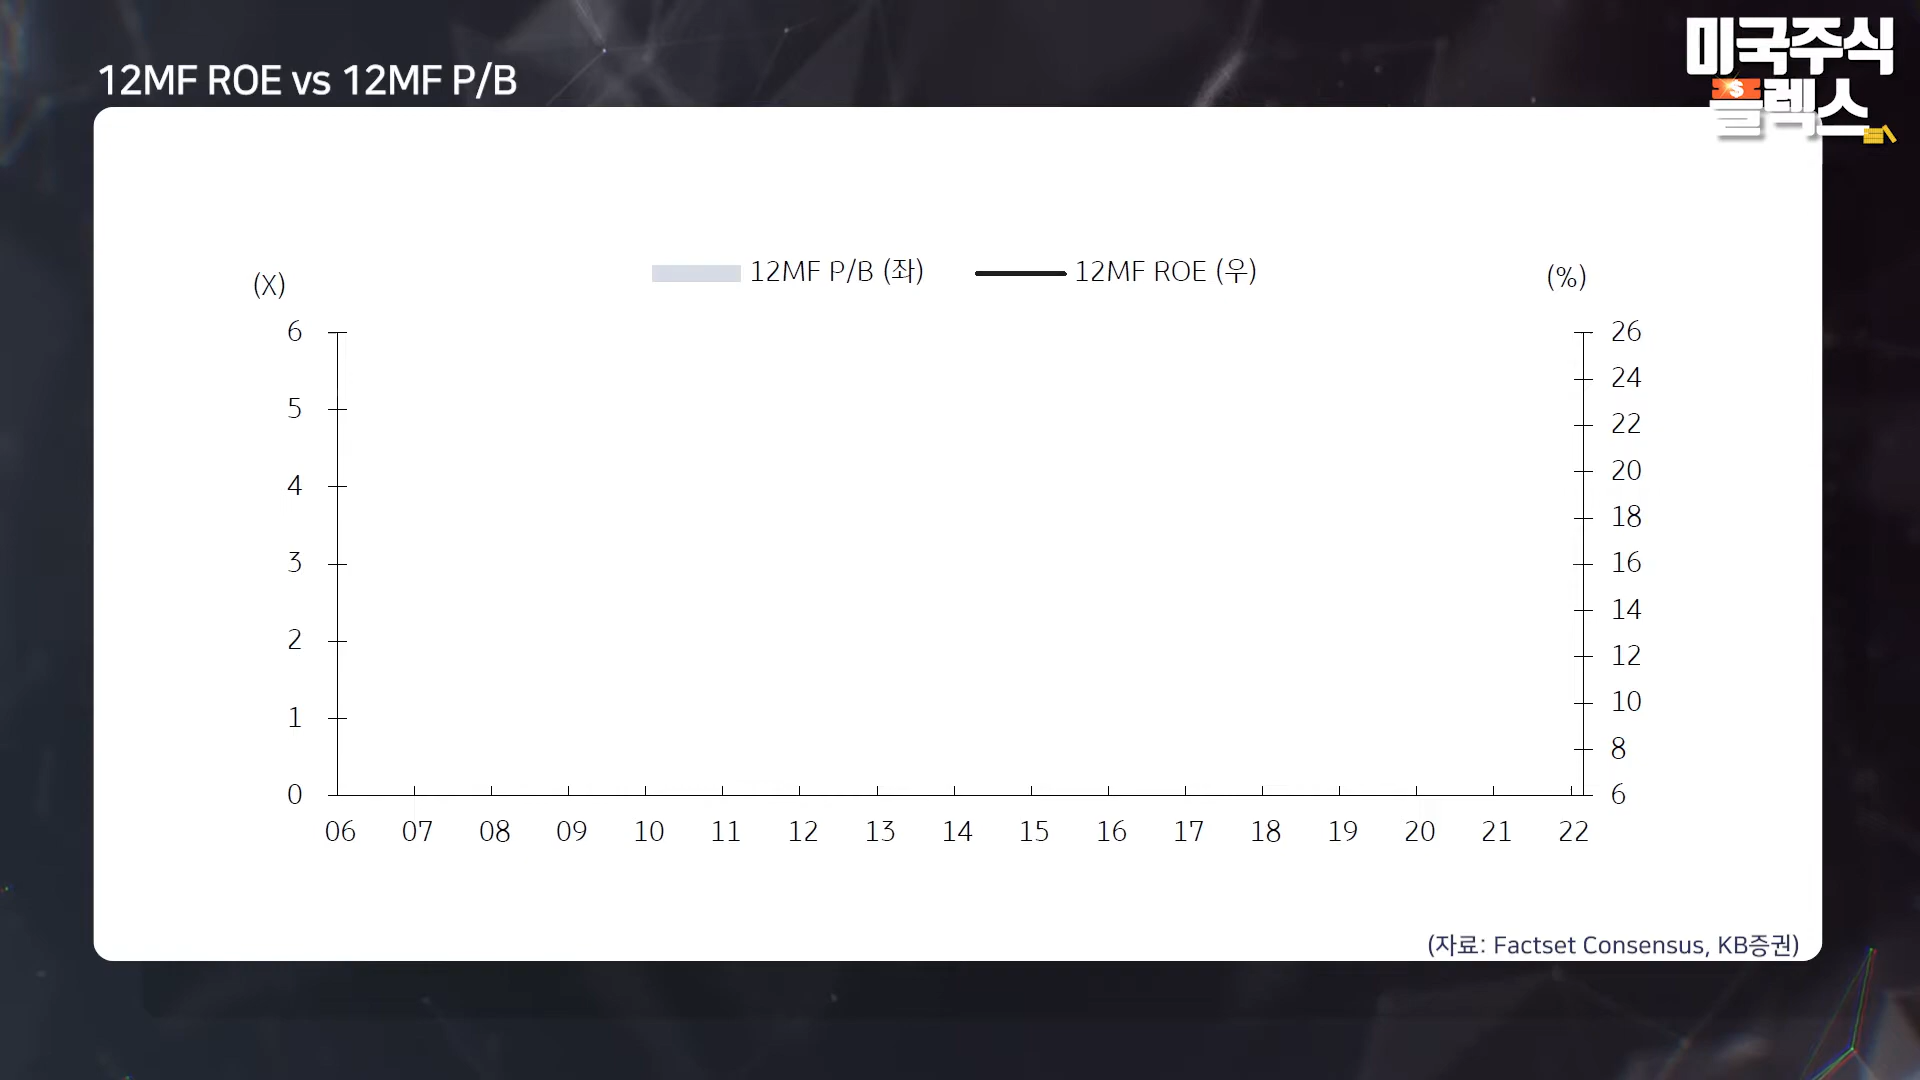 미국주식
플렉스
12MF ROE vs 12MF P/B
12MF P/B (좌) 12MF ROE (우)
(X) (%)
6 26
5 24
4 22
3 20
2 18
1 16
0 14
12
10
8
6
06 07 08 09 10 11 12 13 14 15 16 17 18 19 20 21 22
(자료: Factset Consensus, KB증권)